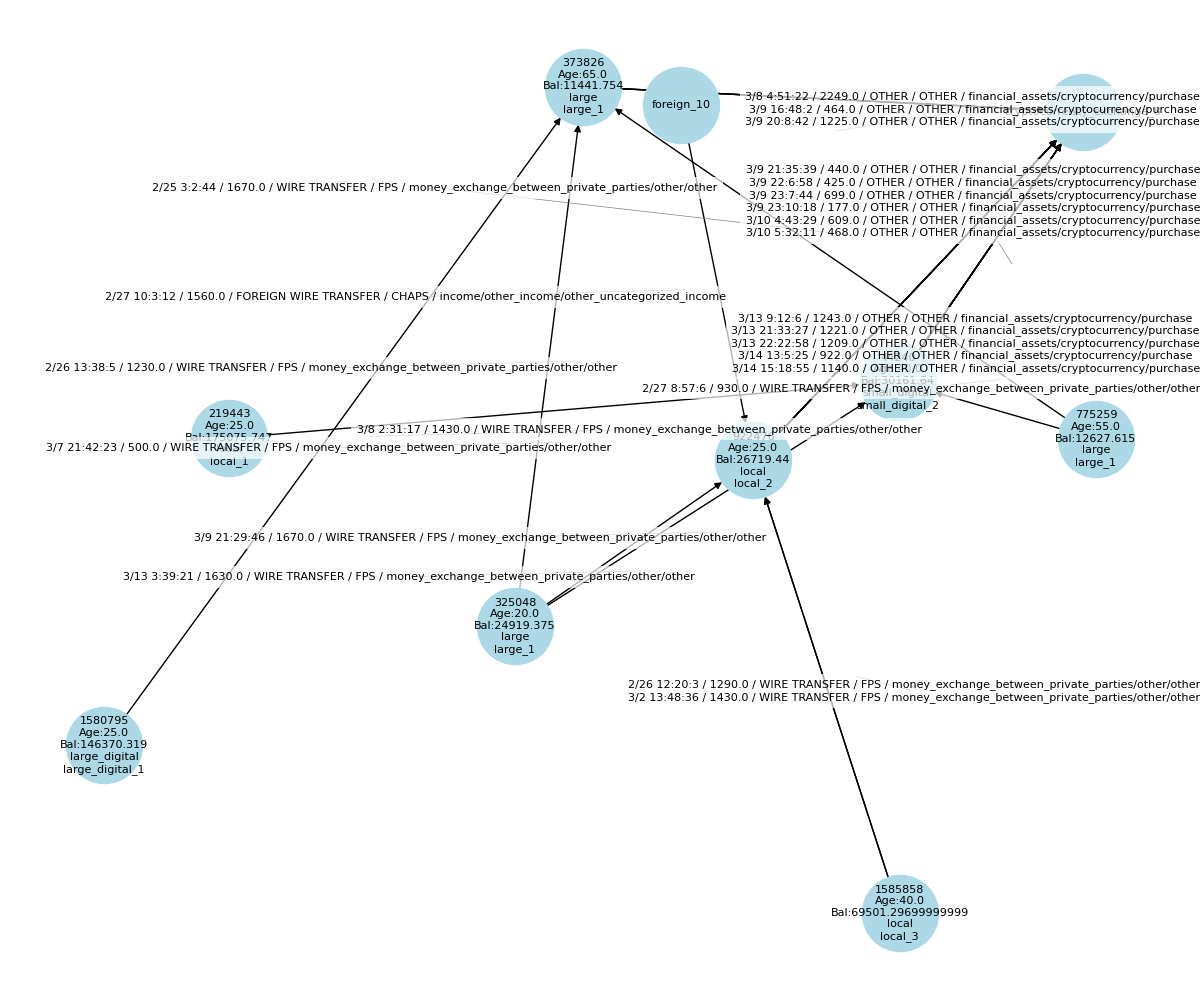 373826
Age:65.0
Bal:11441.754
large
large_1
foreign_10
3/8 4:51:22 / 2249.0 / OTHER / OTHER / financial_assets/cryptocurrency/purchase
3/9 16:48:2 / 464.0 / OTHER / OTHER / financial_assets/cryptocurrency/purchase
3/9 20:8:42 / 1225.0 / OTHER / OTHER / financial_assets/cryptocurrency/purchase
3/9 21:35:39 / 440.0 / OTHER / OTHER / financial_assets/cryptocurrency/purchase
3/9 22:6:58 / 425.0 / OTHER / OTHER / financial_assets/cryptocurrency/purchase
3/9 23:7:44 / 699.0 / OTHER / OTHER / financial_assets/cryptocurrency/purchase
3/9 23:10:18 / 177.0 / OTHER / OTHER / financial_assets/cryptocurrency/purchase
3/10 4:43:29 / 609.0 / OTHER / OTHER / financial_assets/cryptocurrency/purchase
3/10 5:32:11 / 468.0 / OTHER / OTHER / financial_assets/cryptocurrency/purchase
2/25 3:2:44 / 1670.0 / WIRE TRANSFER / FPS / money_exchange_between_private_parties/other/other
2/27 10:3:12 / 1560.0 / FOREIGN WIRE TRANSFER / CHAPS / income/other_income/other_uncategorized_income
3/13 9:12:6 / 1243.0 / OTHER / OTHER / financial_assets/cryptocurrency/purchase
3/13 21:33:27 / 1221.0 / OTHER / OTHER / financial_assets/cryptocurrency/purchase
3/13 22:22:58 / 1209.0 / OTHER / OTHER / financial_assets/cryptocurrency/purchase
3/14 13:5:25 / 922.0 / OTHER / OTHER / financial_assets/cryptocurrency/purchase
3/14 15:18:55 / 1140.0 / OTHER / OTHER / financial_assets/cryptocurrency/purchase
2/26 13:38:5 / 1230.0 / WIRE TRANSFER / FPS / money_exchange_between_private_parties/other/other
Bal:30161.64
small_digital
small_digital_2
2/27 8:57:6 / 930.0 / WIRE TRANSFER / FPS / money_exchange_between_private_parties/other/other
219443
Age:25.0
Bal:175075.747
local_1
3/8 2:31:17 / 1430.0 / WIRE TRANSFER / FPS / money_exchange_between_private_parties/other/other
3/7 21:42:23 / 500.0 / WIRE TRANSFER / FPS / money_exchange_between_private_parties/other/other
Age:25.0
Bal:26719.44
local
local_2
775259
Age:55.0
Bal:12627.615
large
large_1
3/9 21:29:46 / 1670.0 / WIRE TRANSFER / FPS / money_exchange_between_private_parties/other/other
3/13 3:39:21 / 1630.0 / WIRE TRANSFER / FPS / money_exchange_between_private_parties/other/other
325048
Age:20.0
Bal:24919.375
large
large_1
2/26 12:20:3 / 1290.0 / WIRE TRANSFER / FPS / money_exchange_between_private_parties/other/other
3/2 13:48:36 / 1430.0 / WIRE TRANSFER / FPS / money_exchange_between_private_parties/other/other
1580795
Age:25.0
Bal:146370.319
large_digital
large_digital_1
1585858
Age:40.0
Bal:69501.29699999999
local
local_3